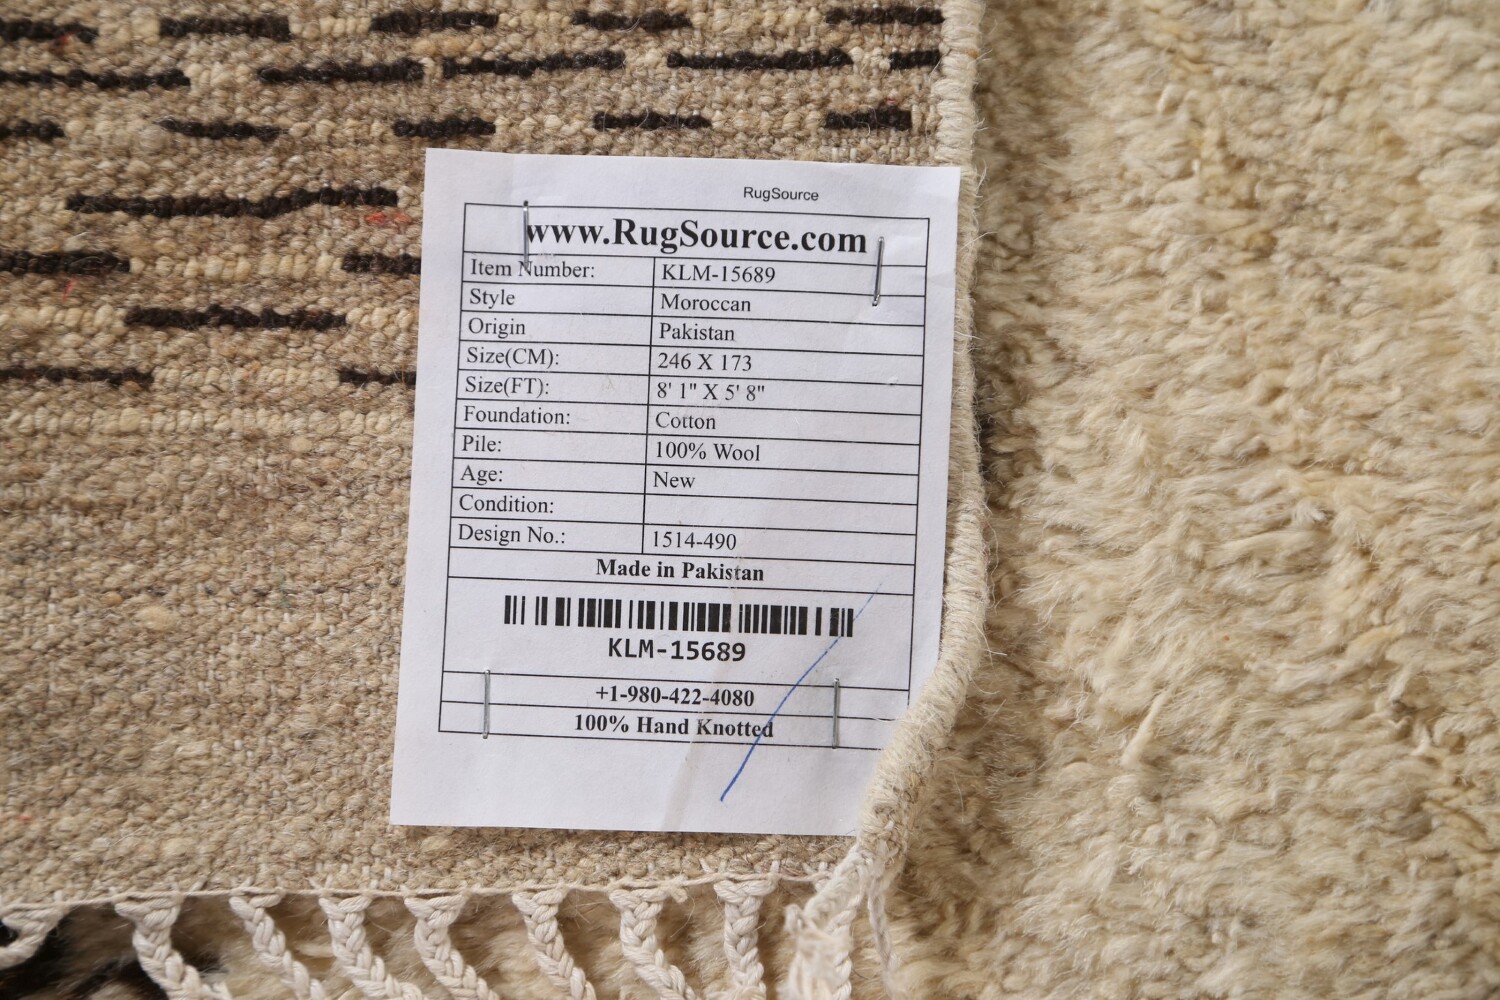 RugSource
www.RugSource.com
Item Number: KLM-15689
Style Moroccan
Origin Pakistan
Size(CM): 246 X 173
Size(FT): 8' 1" X 5' 8"
Foundation: Cotton
Pile: 100% Wool
Age: New
Condition:
Design No.: 1514-490
Made in Pakistan
KLM-15689
+1-980-422-4080
100% Hand Knotted